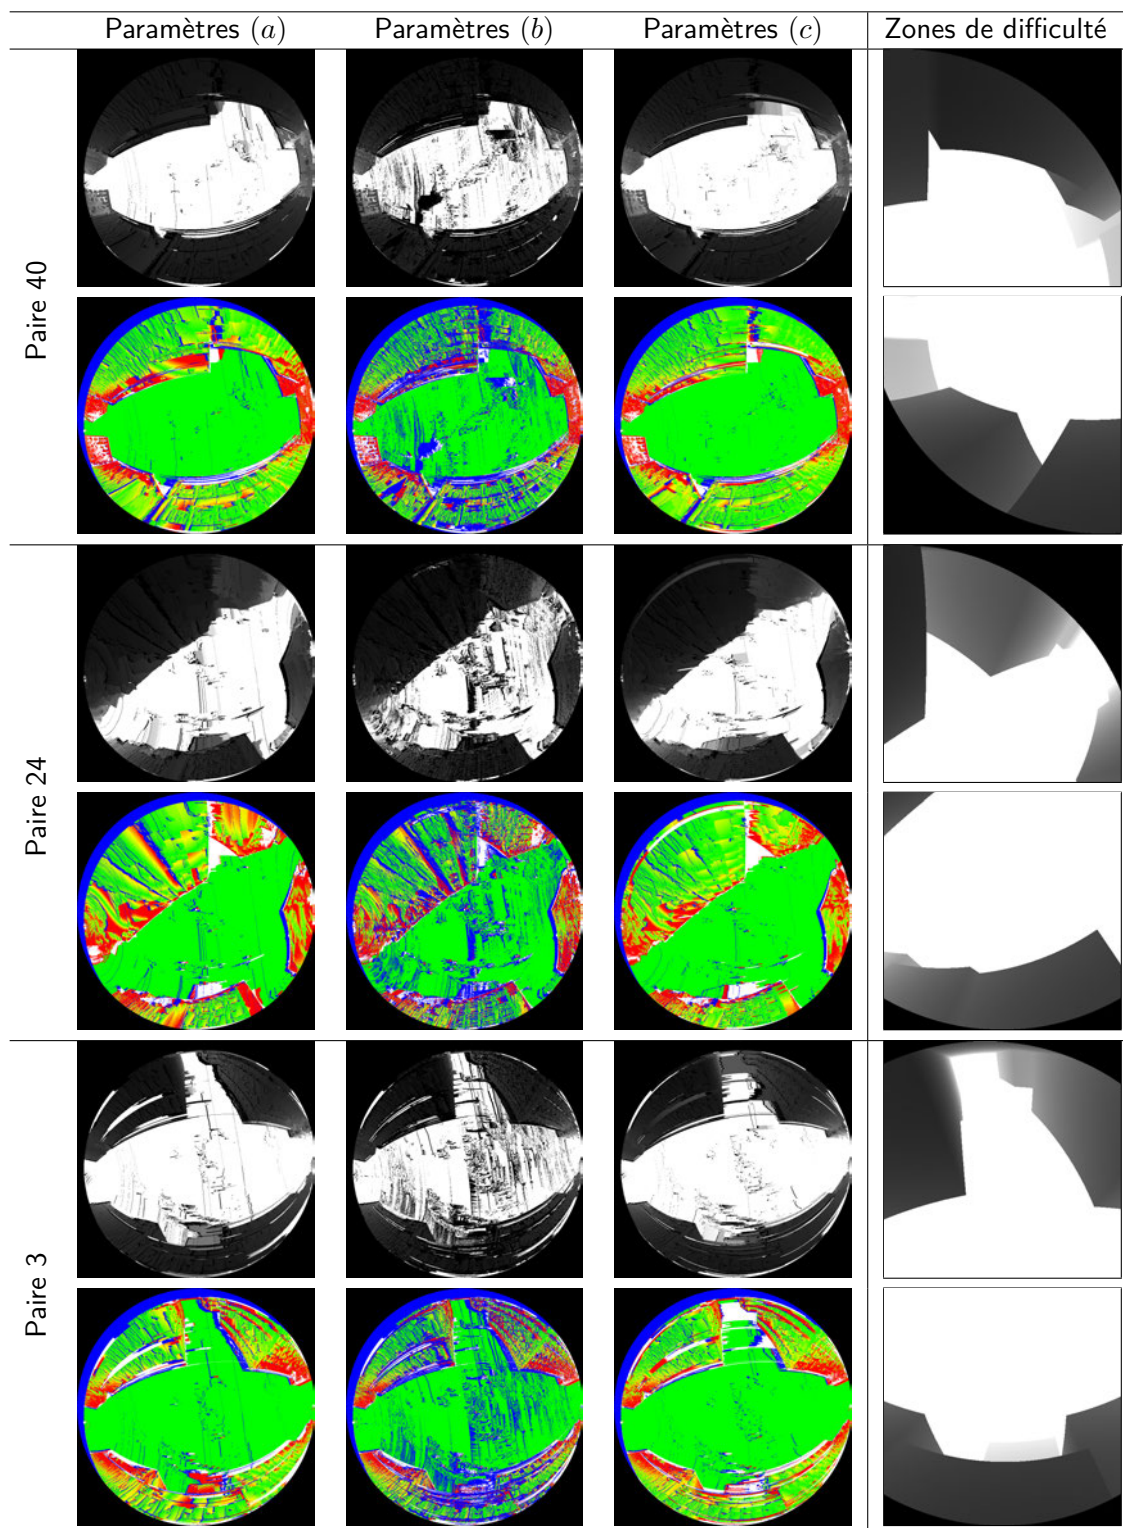 Paramètres (a) Paramètres (b) Paramètres (c) Zones de difficulté
Paire 40
Paire 24
Paire 3